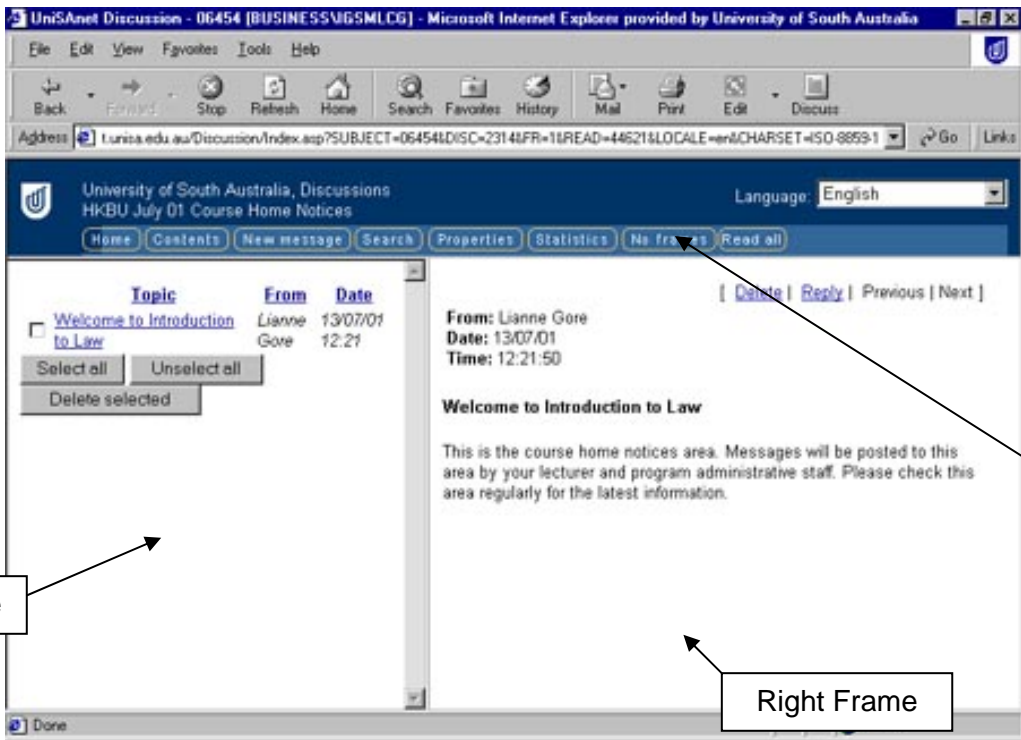 UniSAnet Discussion - 06454 [BUSINESS\IGSMLCG] - Microsoft Internet Explorer provided by University of South Australia
File Edit View Favorites Tools Help
Back Forward Stop Refresh Home Search Favorites History Mail Print Edit Discuss
Address t.unisa.edu.au/Discussion/Index.asp?SUBJECT=06454&DISC=2314&FR=1&READ=44621&LOCALE=en&CHARSET=ISO-8859-1 Go Links
University of South Australia, Discussions
HKBU July 01 Course Home Notices
Language: English
Home Contents New message Search Properties Statistics No frames Read all
Topic From Date
Welcome to Introduction Lianne 13/07/01
to Law Gore 12:21
Select all Unselect all
Delete selected
[ Delete | Reply | Previous | Next ]
From: Lianne Gore
Date: 13/07/01
Time: 12:21:50
Welcome to Introduction to Law
This is the course home notices area. Messages will be posted to this
area by your lecturer and program administrative staff. Please check this
area regularly for the latest information.
Right Frame
Done